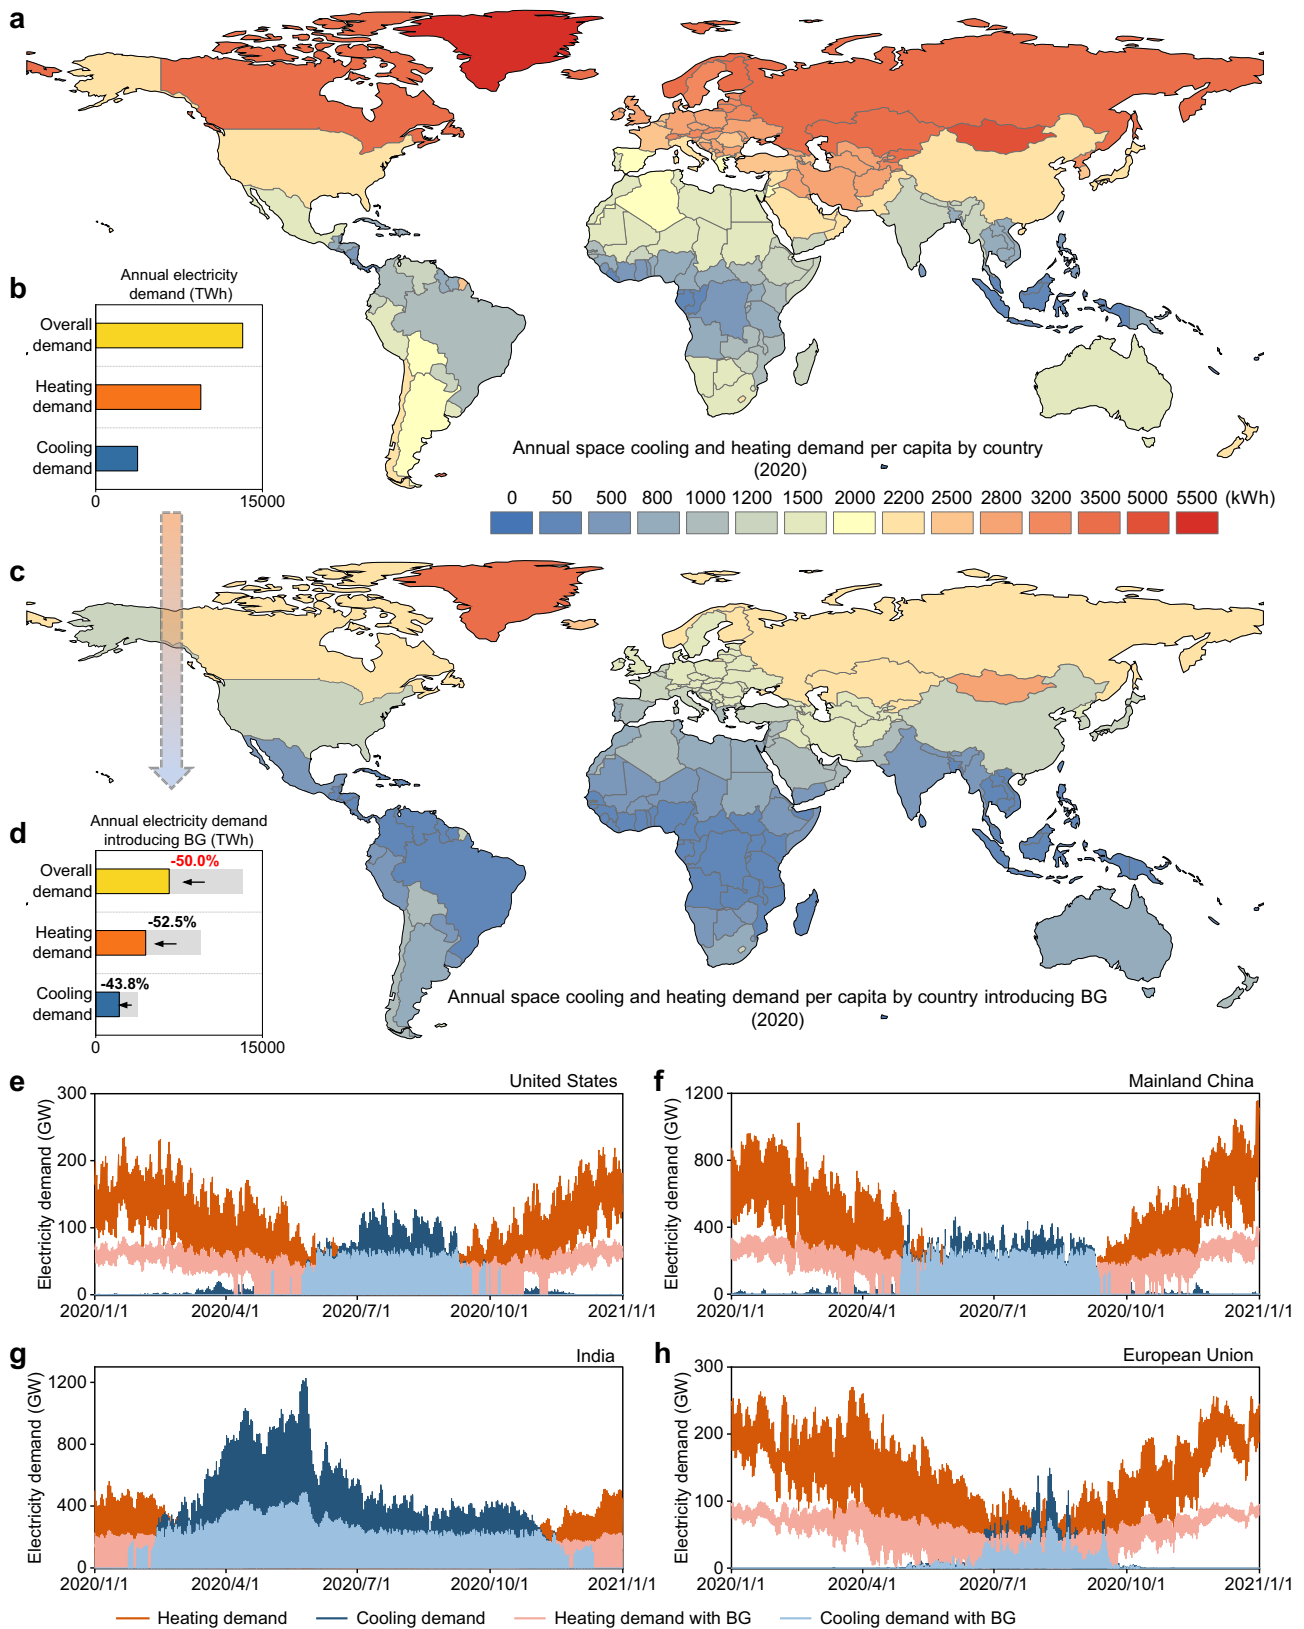 a
b
Annual electricity
demand (TWh)
Overall
demand
Heating
demand
Cooling
demand
0 15000
Annual space cooling and heating demand per capita by country
(2020)
0 50 500 800 1000 1200 1500 2000 2200 2500 2800 3200 3500 5000 5500 (kWh)
c
d
Annual electricity demand
introducing BG (TWh)
-50.0%
Overall
demand
-52.5%
Heating
demand
-43.8%
Cooling
demand
0 15000
Annual space cooling and heating demand per capita by country introducing BG
(2020)
e
United States
Electricity demand (GW)
300
200
100
0
2020/1/1 2020/4/1 2020/7/1 2020/10/1 2021/1/1
f
Mainland China
Electricity demand (GW)
1200
800
400
0
2020/1/1 2020/4/1 2020/7/1 2020/10/1 2021/1/1
g
India
Electricity demand (GW)
1200
800
400
0
2020/1/1 2020/4/1 2020/7/1 2020/10/1 2021/1/1
h
European Union
Electricity demand (GW)
300
200
100
0
2020/1/1 2020/4/1 2020/7/1 2020/10/1 2021/1/1
Heating demand Cooling demand Heating demand with BG Cooling demand with BG